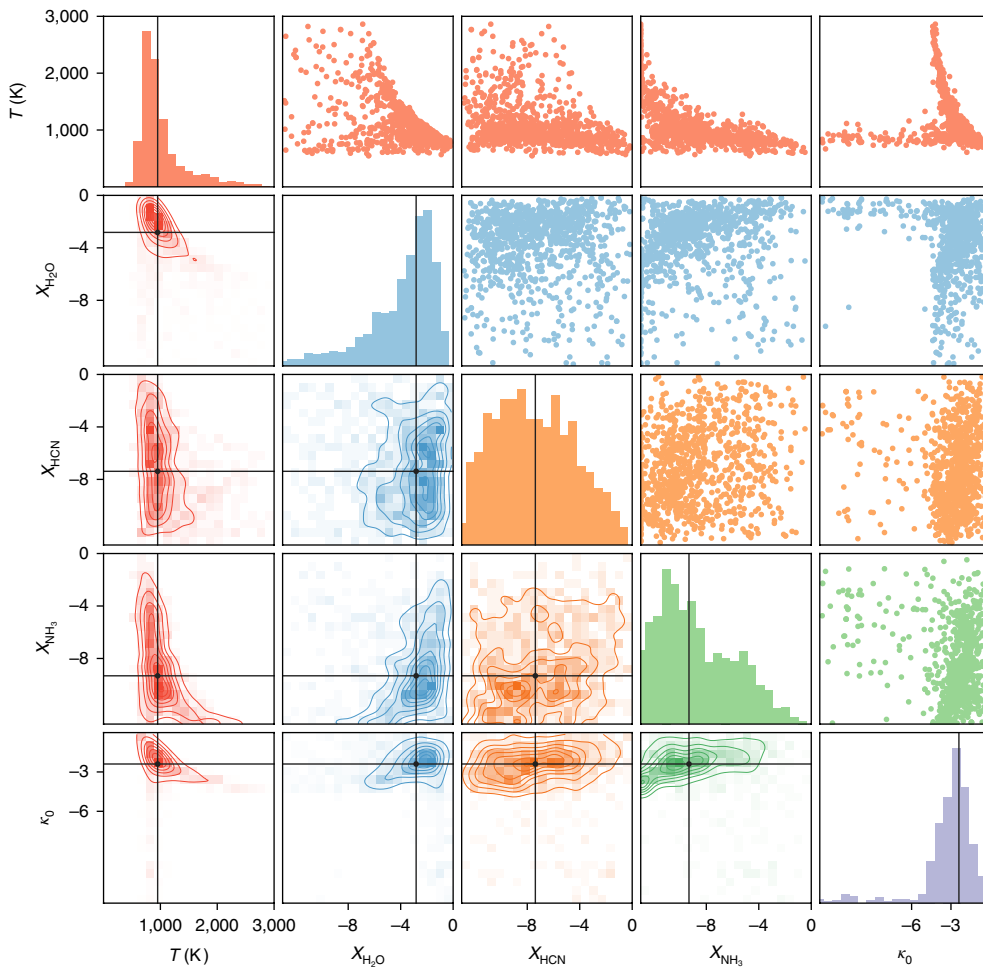 3,000
2,000
1,000
T (K)
0
−4
−8
X_H₂O
0
−4
−8
X_HCN
0
−4
−8
X_NH₃
−3
−6
κ₀
1,000 2,000 3,000 −8 −4 0 −8 −4 0 −8 −4 0 −6 −3
T (K) X_H₂O X_HCN X_NH₃ κ₀